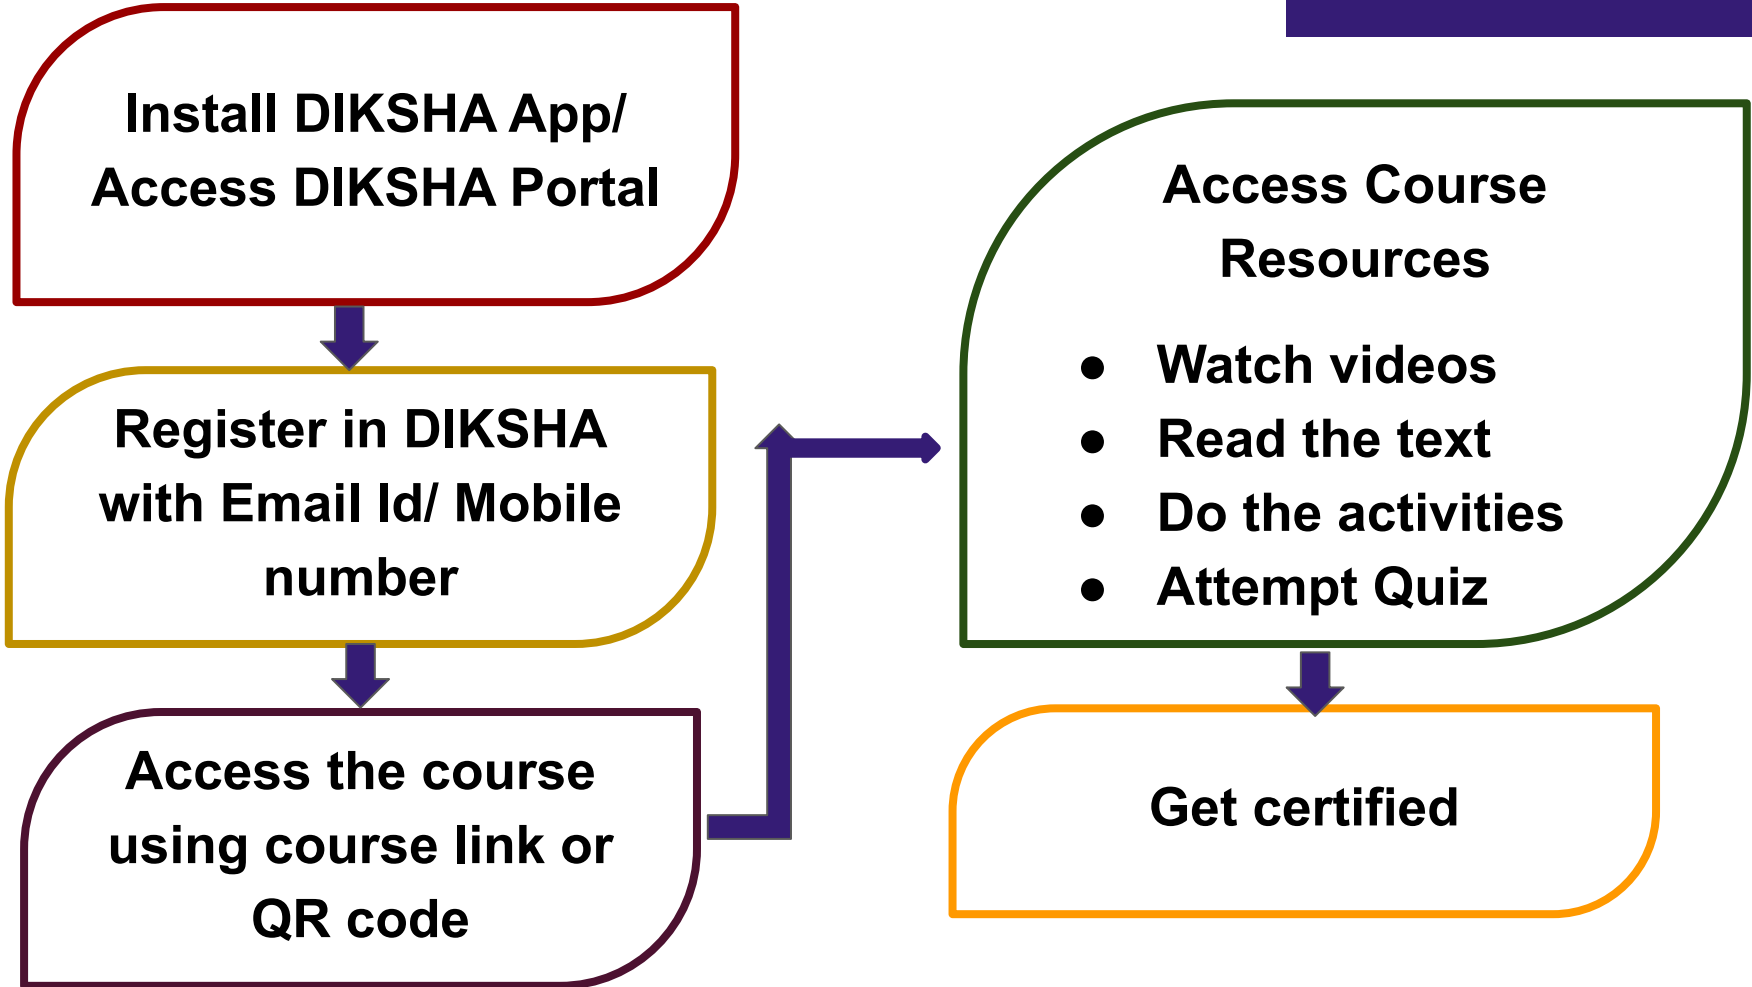 Install DIKSHA App/
Access DIKSHA Portal
Register in DIKSHA
with Email Id/ Mobile
number
Access the course
using course link or
QR code
Access Course
Resources
● Watch videos
● Read the text
● Do the activities
● Attempt Quiz
Get certified